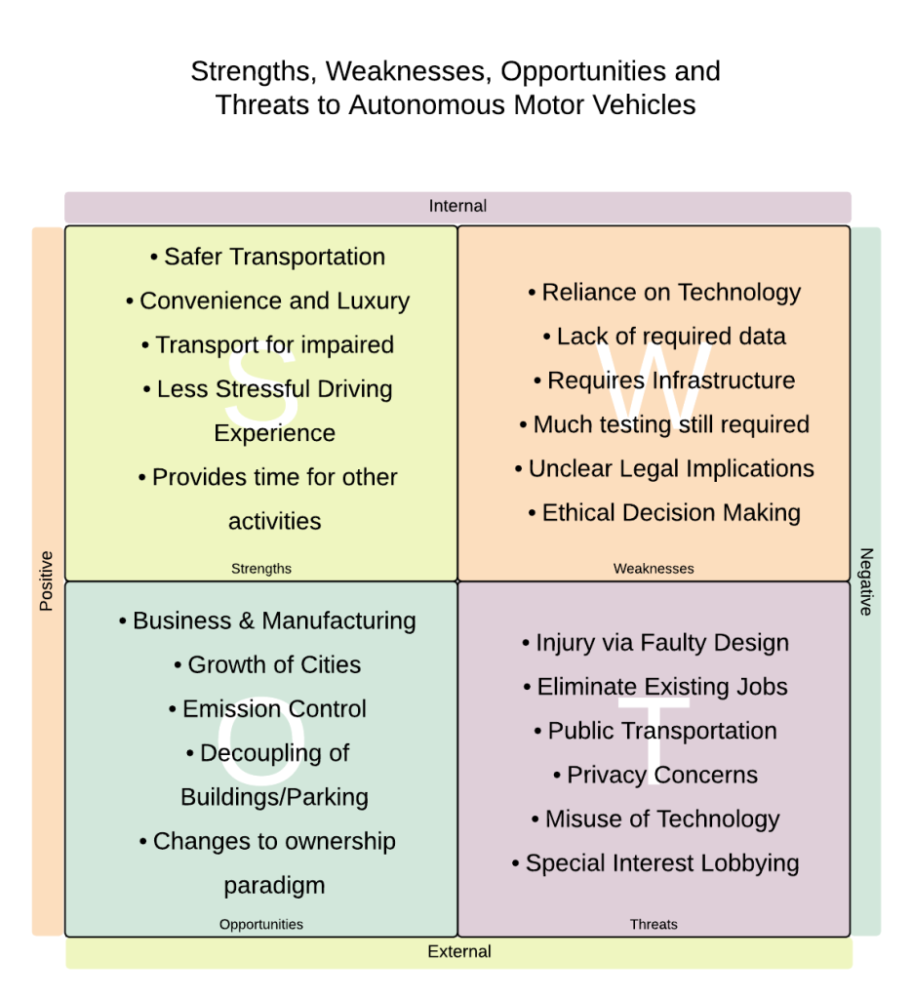 Strengths, Weaknesses, Opportunities and
Threats to Autonomous Motor Vehicles
Internal
Positive
• Safer Transportation
• Convenience and Luxury
• Transport for impaired
• Less Stressful Driving
Experience
• Provides time for other
activities
S
Strengths
• Reliance on Technology
• Lack of required data
• Requires Infrastructure
• Much testing still required
• Unclear Legal Implications
• Ethical Decision Making
W
Weaknesses
Negative
• Business & Manufacturing
• Growth of Cities
• Emission Control
• Decoupling of
Buildings/Parking
• Changes to ownership
paradigm
O
Opportunities
• Injury via Faulty Design
• Eliminate Existing Jobs
• Public Transportation
• Privacy Concerns
• Misuse of Technology
• Special Interest Lobbying
T
Threats
External